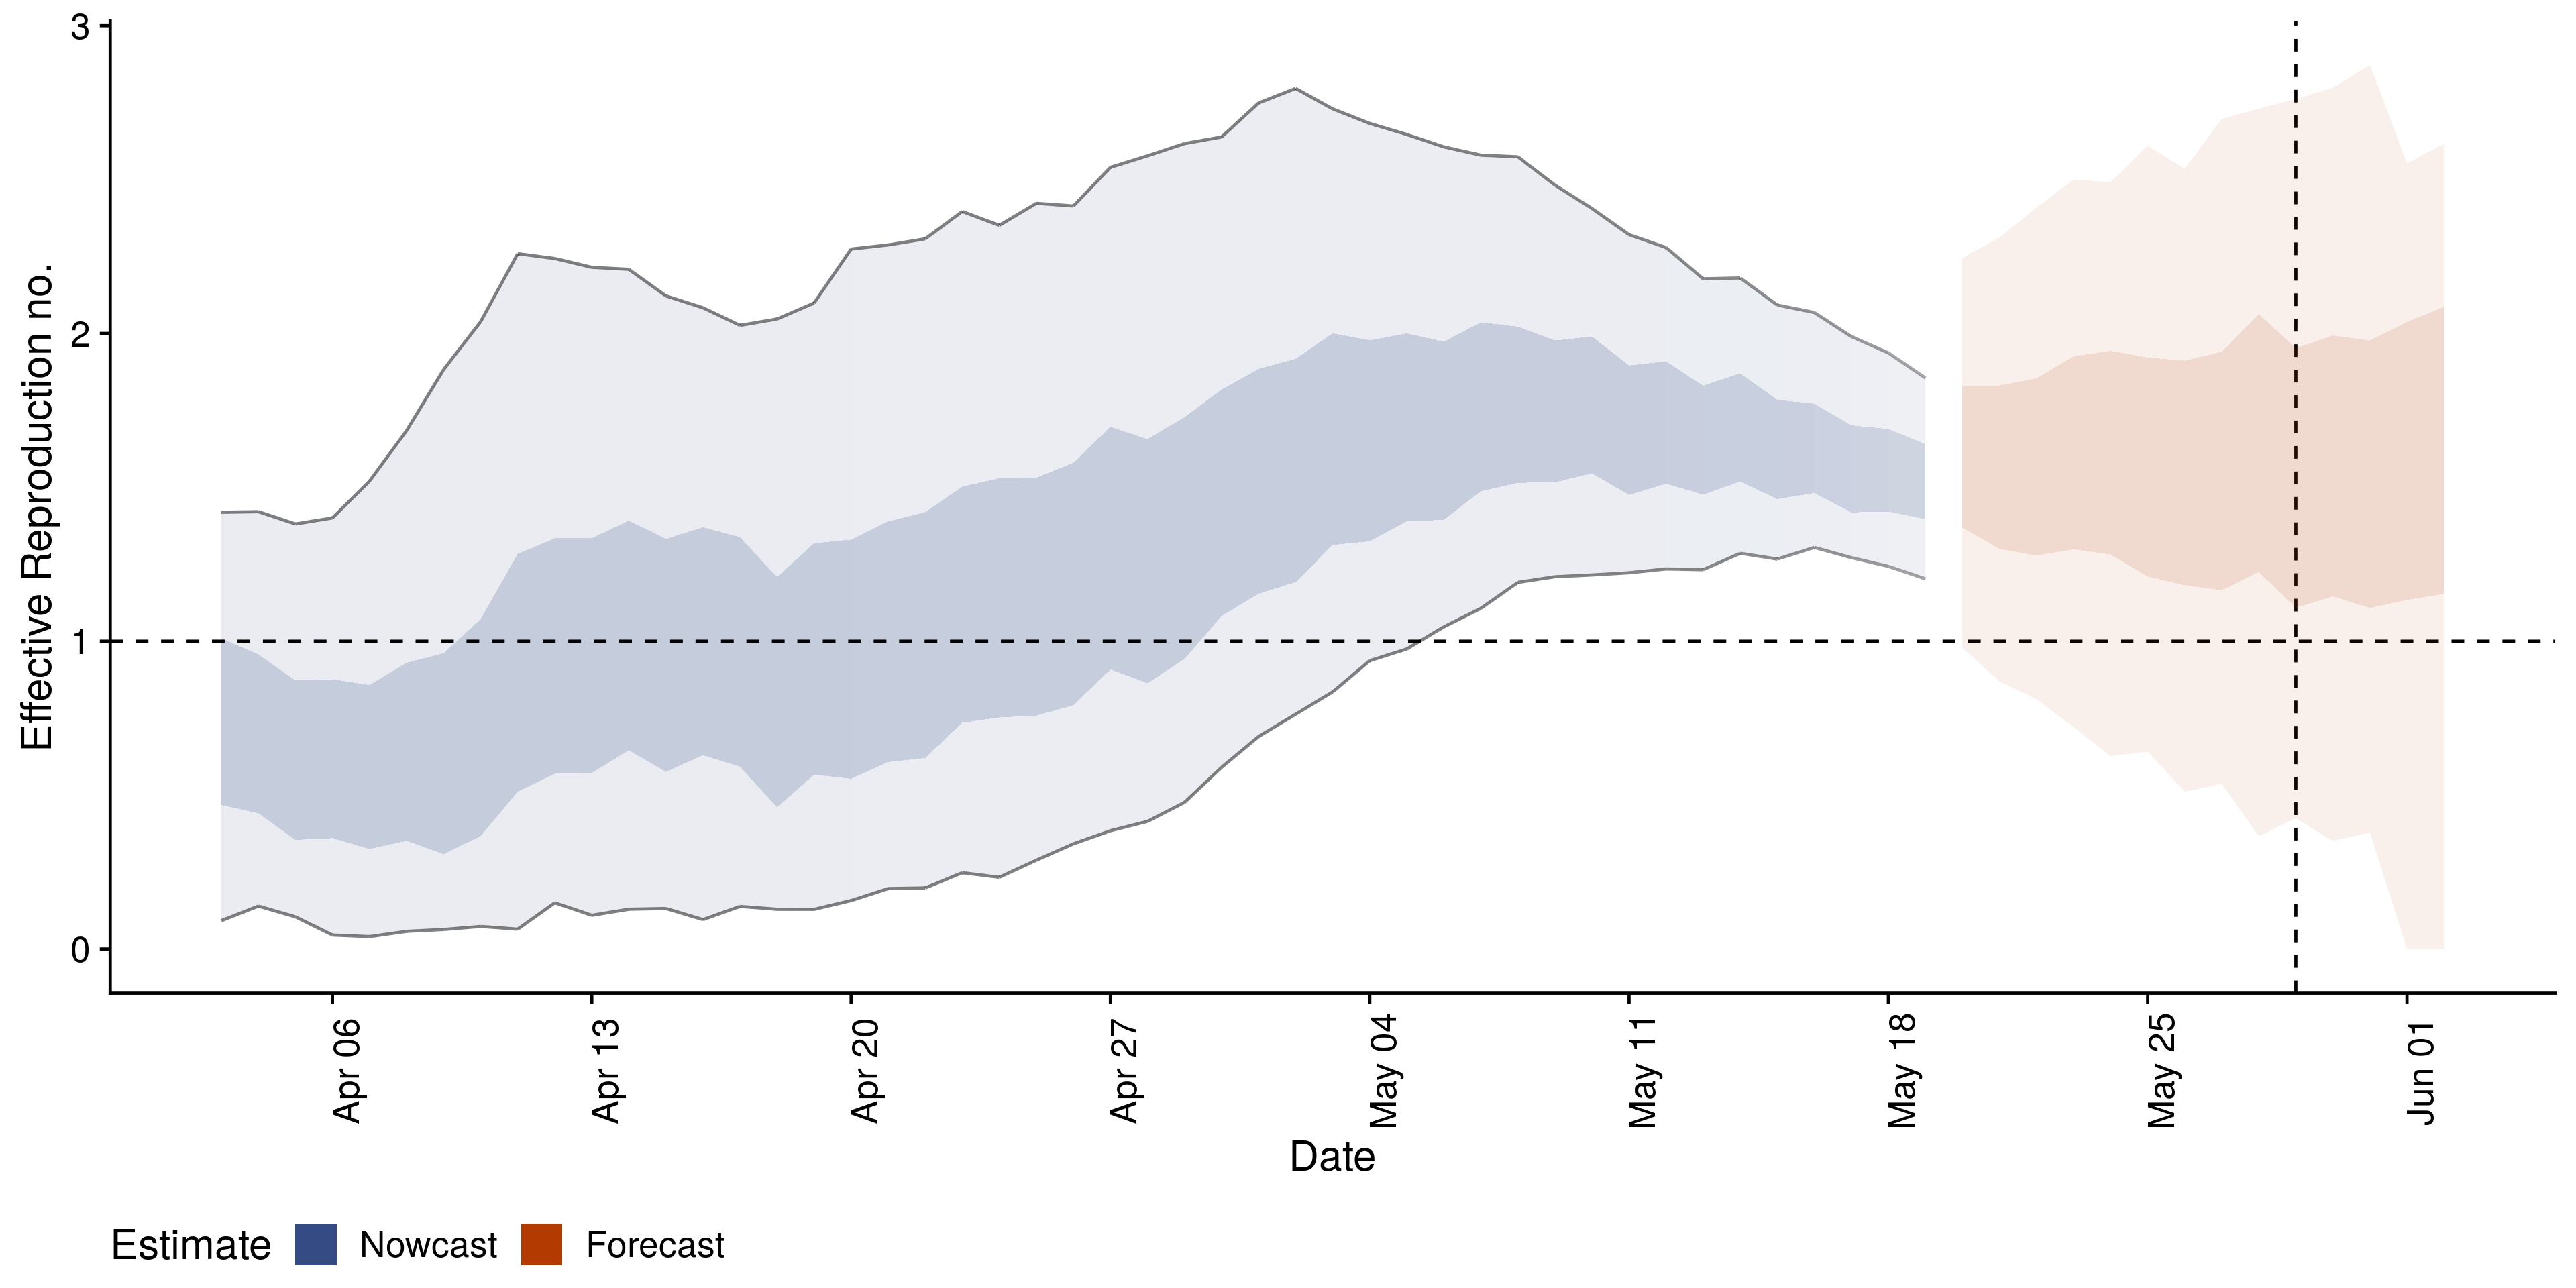 Effective Reproduction no.
3
2
1
0
Apr 06
Apr 13
Apr 20
Apr 27
May 04
May 11
May 18
May 25
Jun 01
Date
Estimate Nowcast Forecast